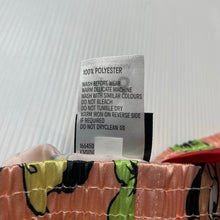 100% POLYESTER
WASH BEFORE WEAR
WARM DELICATE MACHINE
WASH WITH SIMILAR COLOURS
DO NOT BLEACH
DO NOT TUMBLE DRY
WARM IRON ON REVERSE SIDE
IF REQUIRED
DO NOT DRYCLEAN